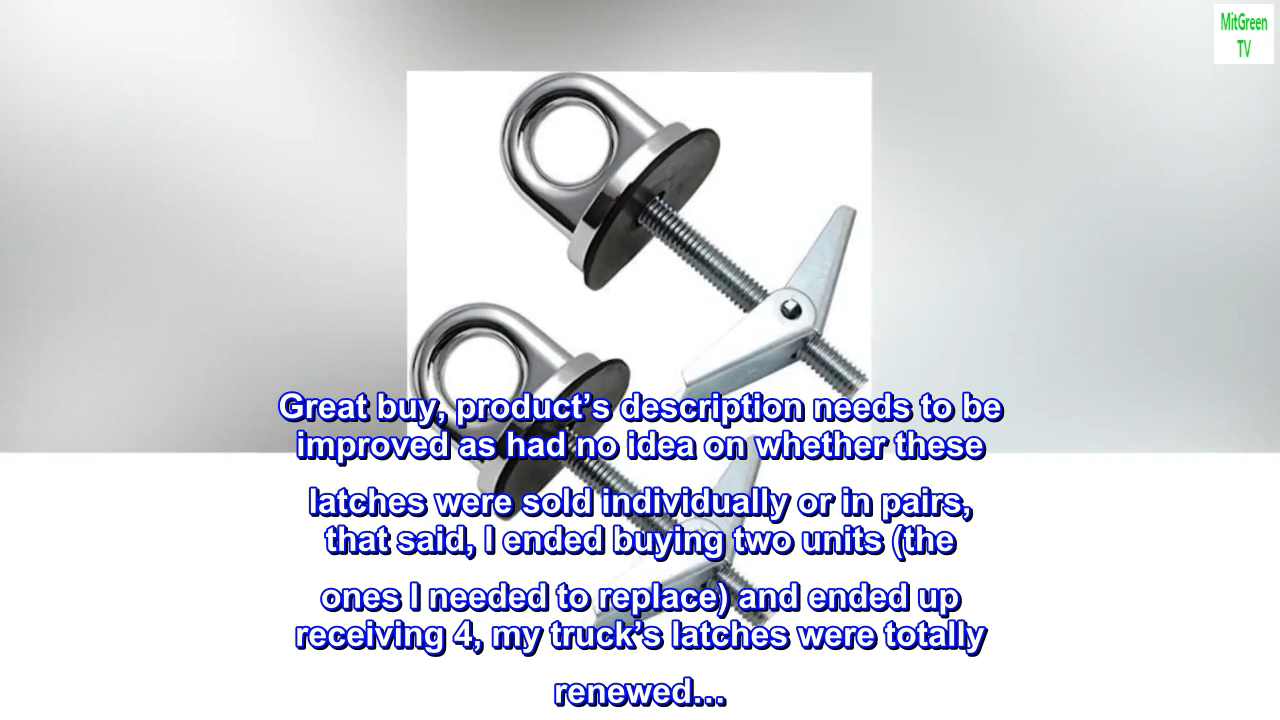 MitGreen
TV
Great buy, product’s description needs to be
improved as had no idea on whether these
latches were sold individually or in pairs,
that said, I ended buying two units (the
ones I needed to replace) and ended up
receiving 4, my truck’s latches were totally
renewed…